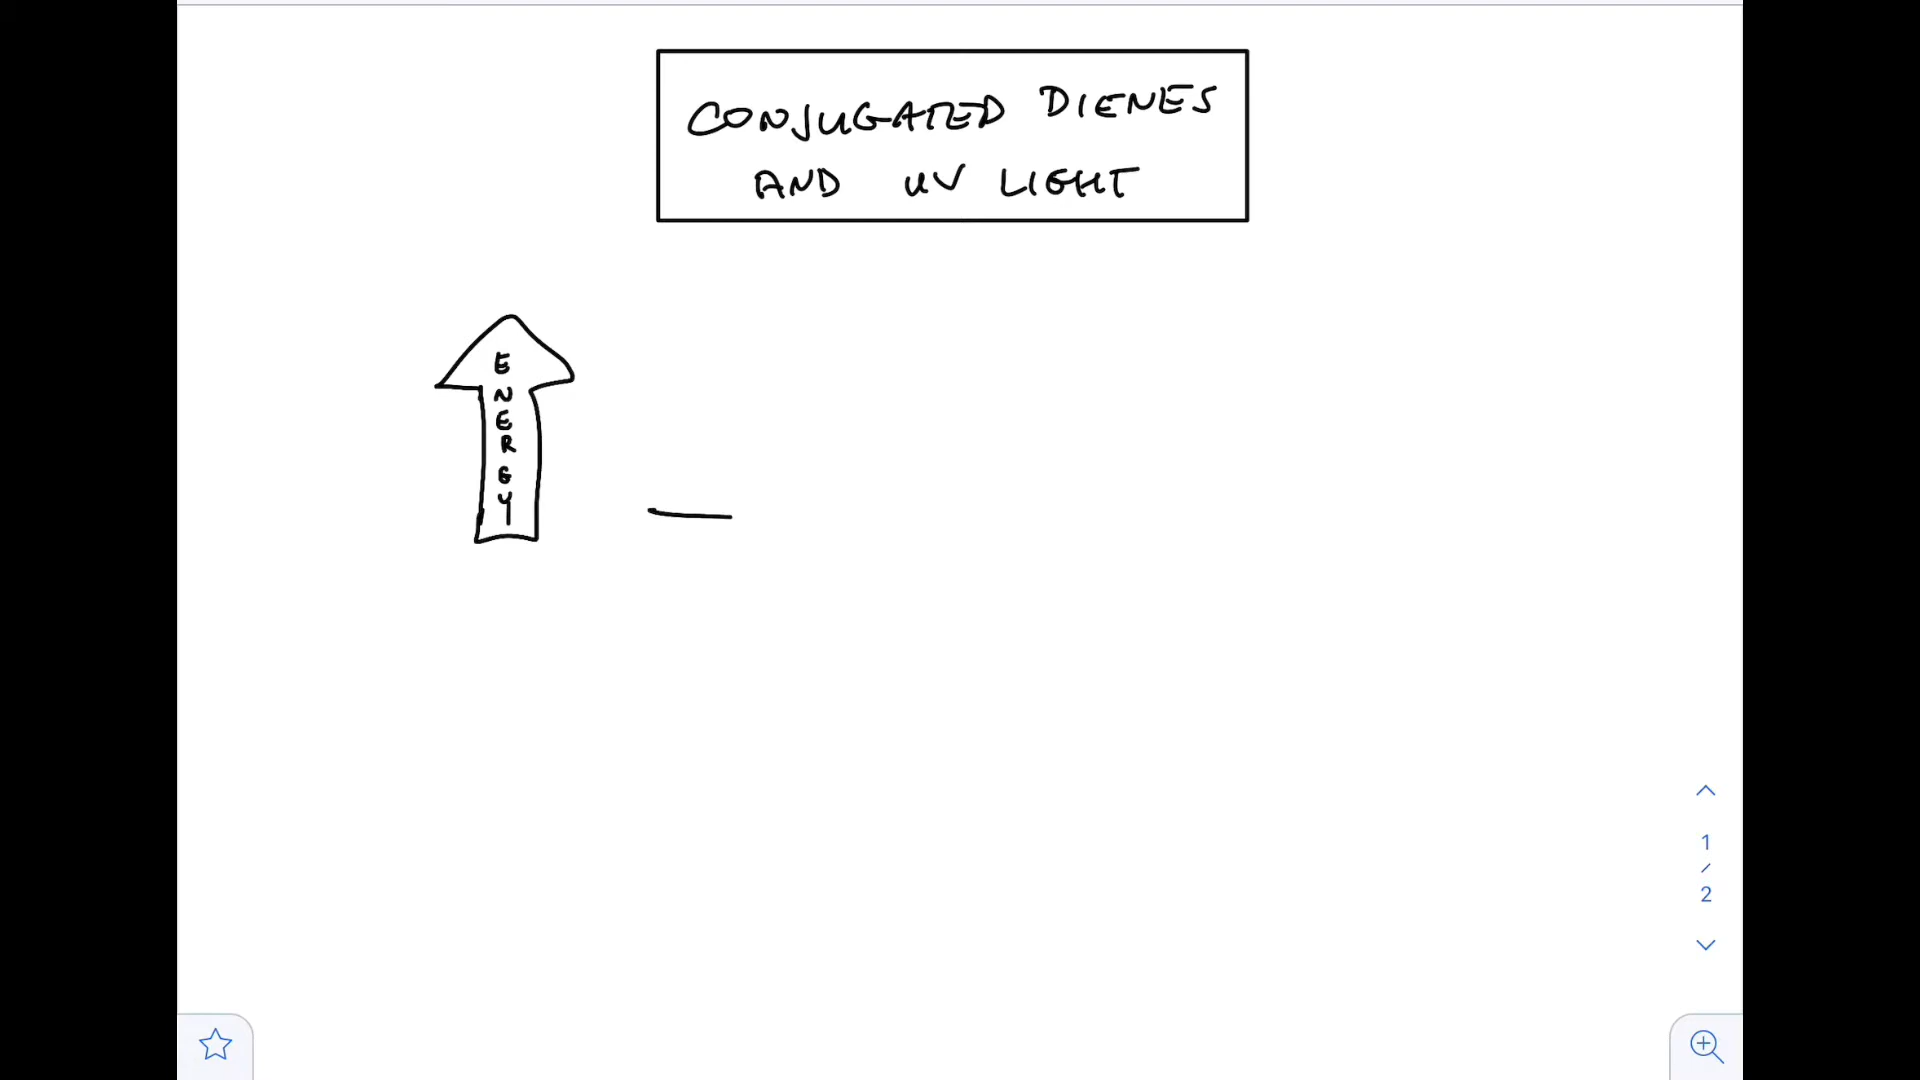 CONJUGATED DIENES
AND UV LIGHT
ENERGY
1
/
2